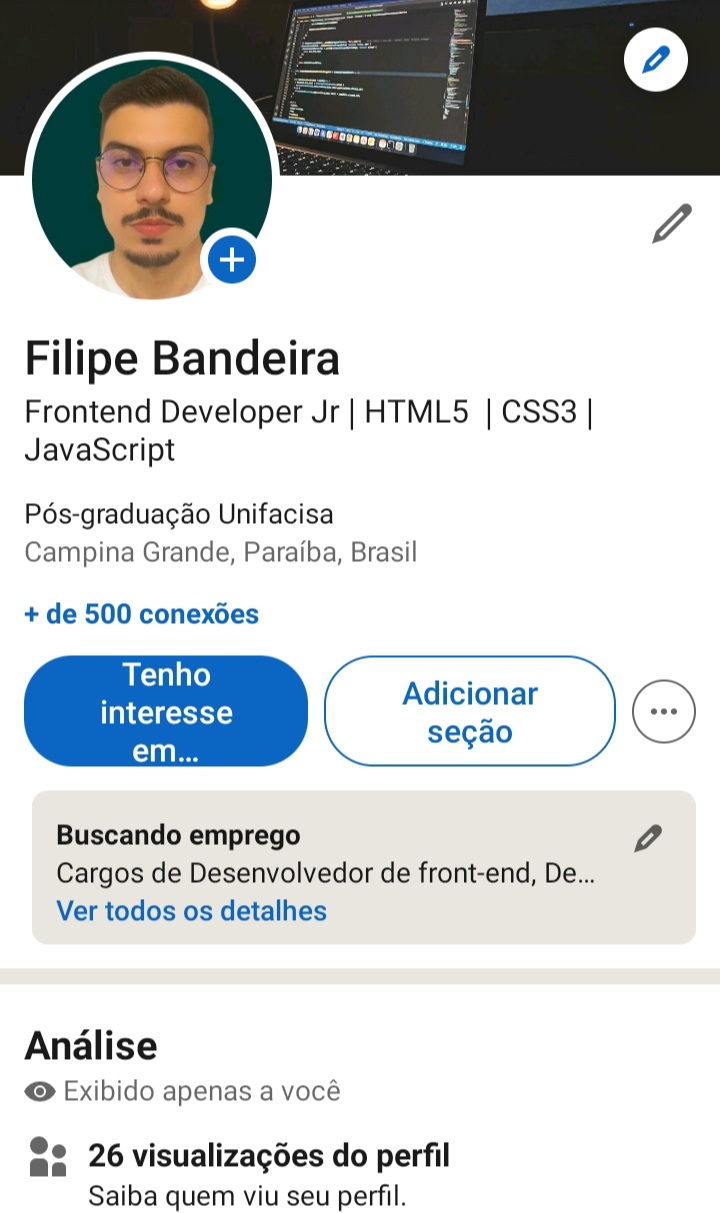 Filipe Bandeira
Frontend Developer Jr | HTML5 | CSS3 |
JavaScript
Pós-graduação Unifacisa
Campina Grande, Paraíba, Brasil
+ de 500 conexões
Tenho
interesse
em...
Adicionar
seção
Buscando emprego
Cargos de Desenvolvedor de front-end, De...
Ver todos os detalhes
Análise
Exibido apenas a você
26 visualizações do perfil
Saiba quem viu seu perfil.